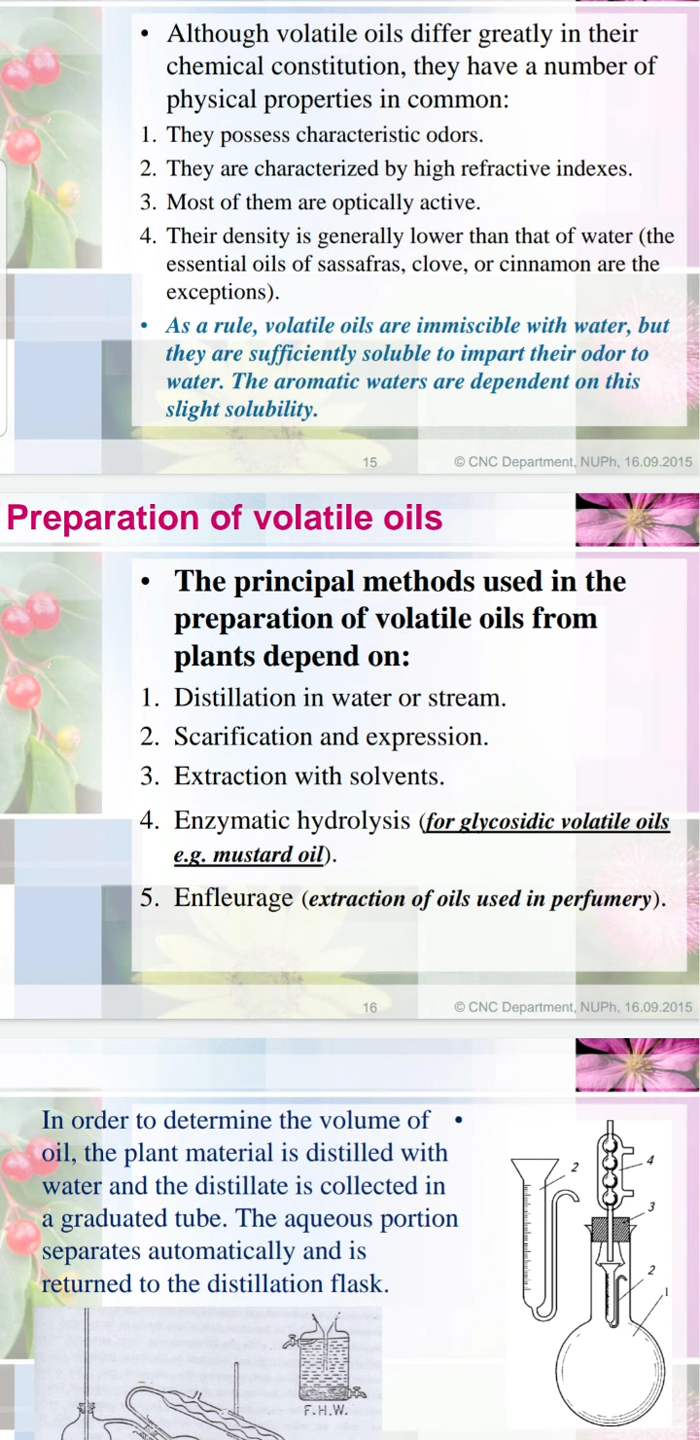 • Although volatile oils differ greatly in their
chemical constitution, they have a number of
physical properties in common:
1. They possess characteristic odors.
2. They are characterized by high refractive indexes.
3. Most of them are optically active.
4. Their density is generally lower than that of water (the
essential oils of sassafras, clove, or cinnamon are the
exceptions).
• As a rule, volatile oils are immiscible with water, but
they are sufficiently soluble to impart their odor to
water. The aromatic waters are dependent on this
slight solubility.
15 © CNC Department, NUPh, 16.09.2015
Preparation of volatile oils
• The principal methods used in the
preparation of volatile oils from
plants depend on:
1. Distillation in water or stream.
2. Scarification and expression.
3. Extraction with solvents.
4. Enzymatic hydrolysis (for glycosidic volatile oils
e.g. mustard oil).
5. Enfleurage (extraction of oils used in perfumery).
16 © CNC Department, NUPh, 16.09.2015
In order to determine the volume of •
oil, the plant material is distilled with
water and the distillate is collected in
a graduated tube. The aqueous portion
separates automatically and is
returned to the distillation flask.
2
4
3
2
1
F.H.W.